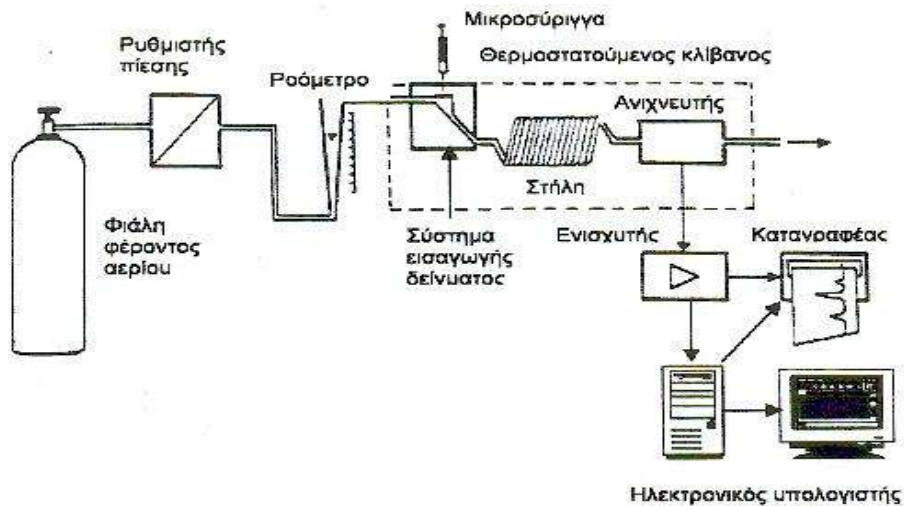 Μικροσύριγγα
Ρυθμιστής
πίεσης
Ροόμετρο
Θερμοστατούμενος κλίβανος
Ανιχνευτής
Στήλη
Φιάλη
φέροντος
αερίου
Σύστημα
εισαγωγής
δείγματος
Ενισχυτής
Καταγραφέας
Ηλεκτρονικός υπολογιστής